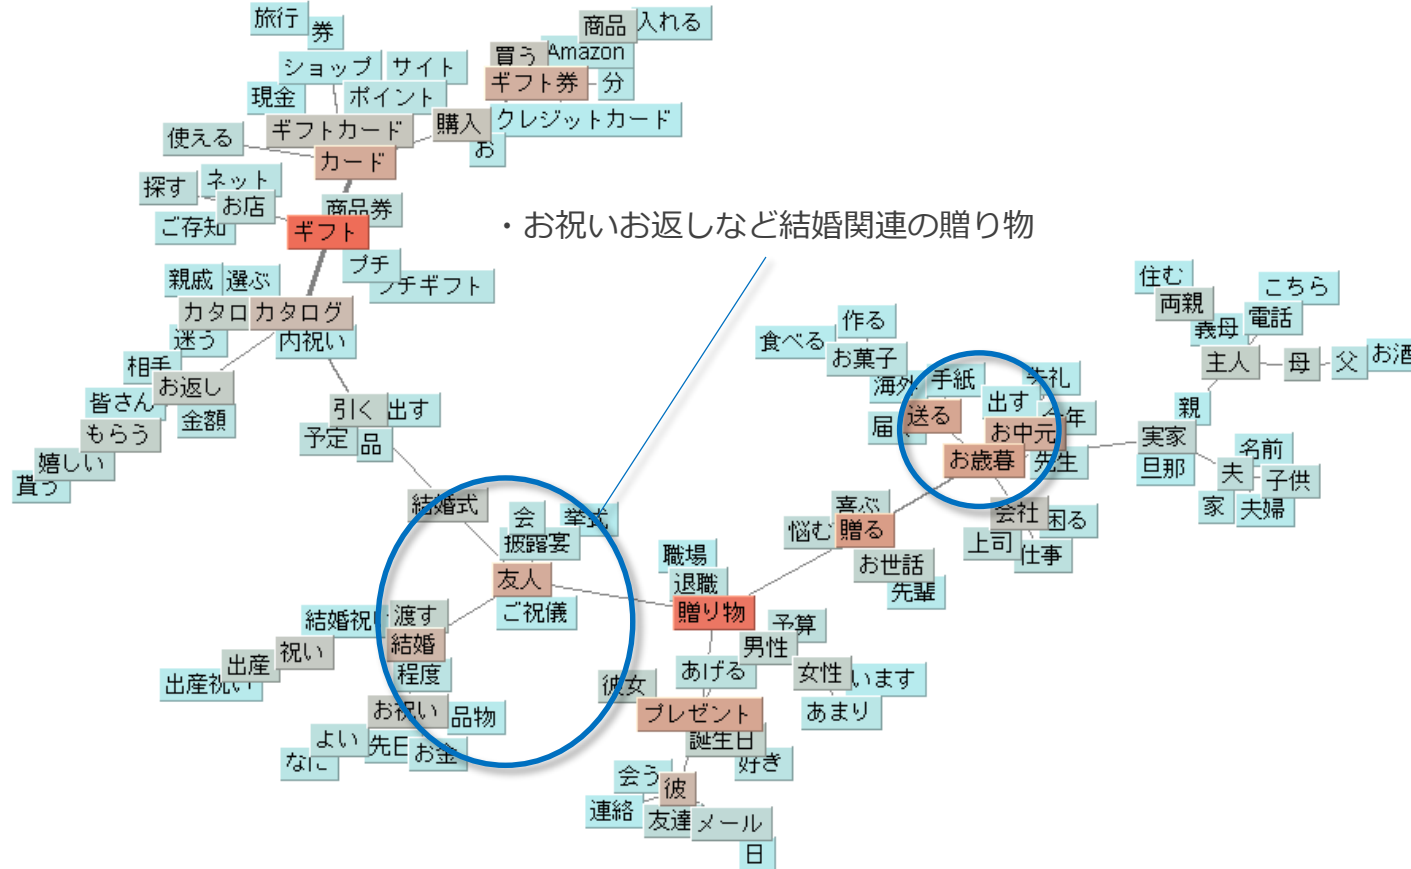 旅行
券
商品
入れる
買う
Amazon
ショップ
サイト
ギフト券
分
現金
ポイント
購入
クレジットカード
ギフトカード
使える
お
カード
探す
ネット
お店
商品券
ご存知
ギフト
・お祝いお返しなど結婚関連の贈り物
プチ
プチギフト
親戚
選ぶ
カタロ
カタログ
迷う
内祝い
相手
お返し
皆さん
金額
引く
出す
もらう
予定
品
嬉しい
貰う
住む
こちら
両親
電話
義母
作る
食べる
お菓子
主人
母
父
お酒
海外
手紙
失礼
出す
親
送る
今年
届
お中元
実家
お歳暮
先生
旦那
名前
夫
子供
家
夫婦
結婚式
会
挙式
披露宴
喜ぶ
会社
困る
悩む
贈る
上司
仕事
職場
お世話
友人
退職
先輩
結婚祝い
渡す
ご祝儀
贈り物
予算
結婚
男性
祝い
出産
程度
あげる
女性
います
出産祝い
彼女
お祝い
品物
プレゼント
あまり
よい
先日
お金
誕生日
なに
好き
会う
彼
連絡
友達
メール
日